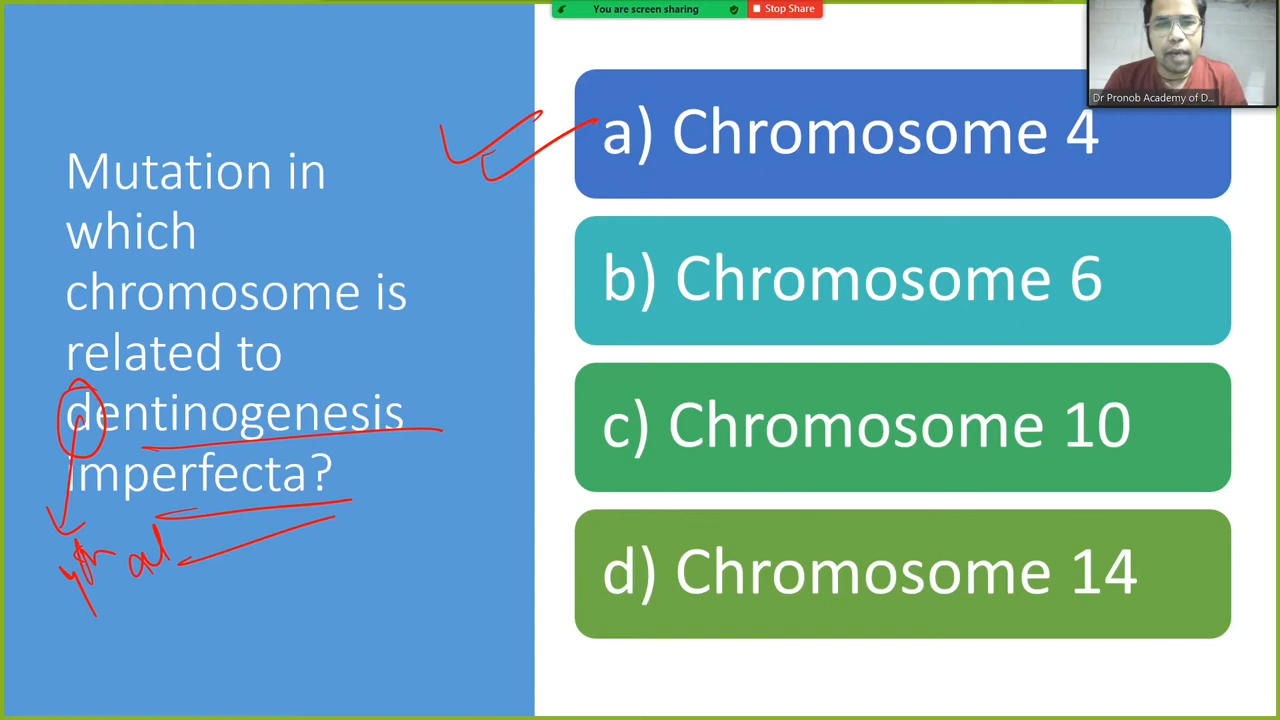 You are screen sharing
Stop Share
Dr Pronob Academy of D...
Mutation in
which
chromosome is
related to
dentinogenesis
imperfecta?
a) Chromosome 4
b) Chromosome 6
c) Chromosome 10
d) Chromosome 14